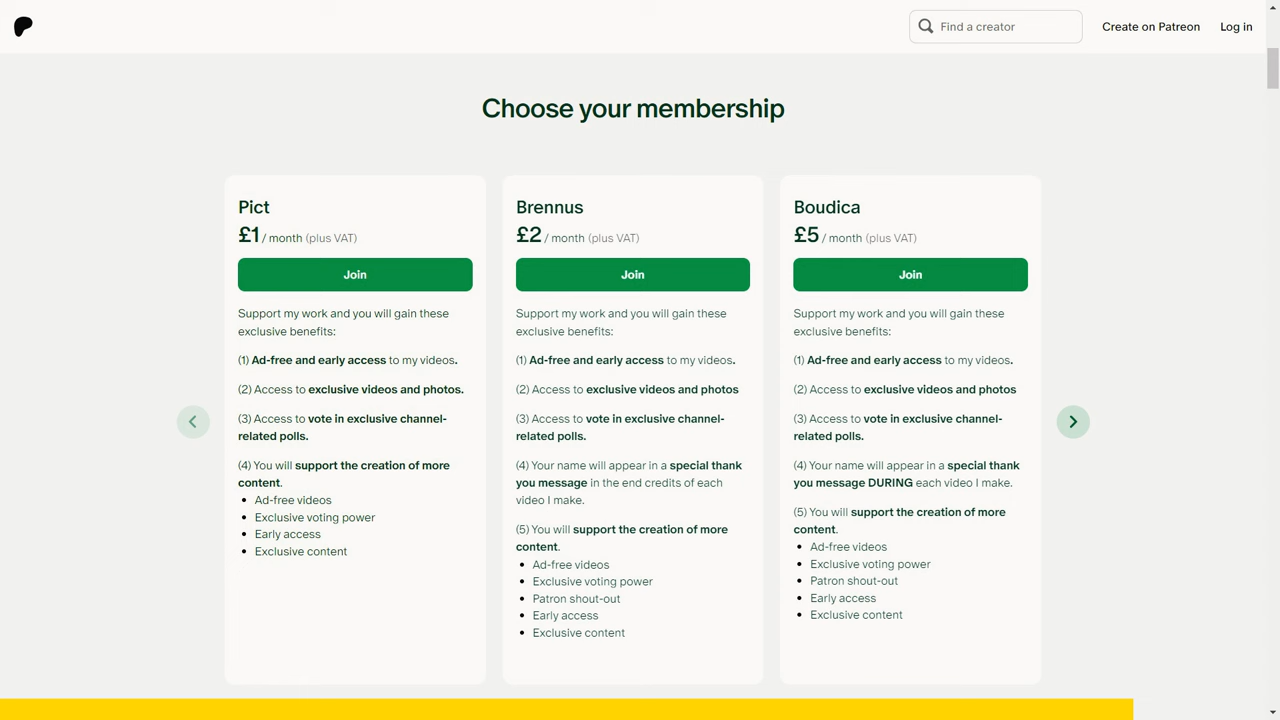 Find a creator
Create on Patreon
Log in
Choose your membership
Pict
£1 / month (plus VAT)
Join
Support my work and you will gain these
exclusive benefits:
(1) Ad-free and early access to my videos.
(2) Access to exclusive videos and photos.
(3) Access to vote in exclusive channel-
related polls.
(4) You will support the creation of more
content.
• Ad-free videos
• Exclusive voting power
• Early access
• Exclusive content
Brennus
£2 / month (plus VAT)
Join
Support my work and you will gain these
exclusive benefits:
(1) Ad-free and early access to my videos.
(2) Access to exclusive videos and photos
(3) Access to vote in exclusive channel-
related polls.
(4) Your name will appear in a special thank
you message in the end credits of each
video I make.
(5) You will support the creation of more
content.
• Ad-free videos
• Exclusive voting power
• Patron shout-out
• Early access
• Exclusive content
Boudica
£5 / month (plus VAT)
Join
Support my work and you will gain these
exclusive benefits:
(1) Ad-free and early access to my videos.
(2) Access to exclusive videos and photos
(3) Access to vote in exclusive channel-
related polls.
(4) Your name will appear in a special thank
you message DURING each video I make.
(5) You will support the creation of more
content.
• Ad-free videos
• Exclusive voting power
• Patron shout-out
• Early access
• Exclusive content